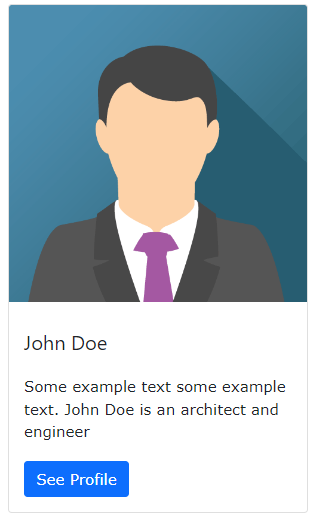 John Doe
Some example text some example
text. John Doe is an architect and
engineer
See Profile